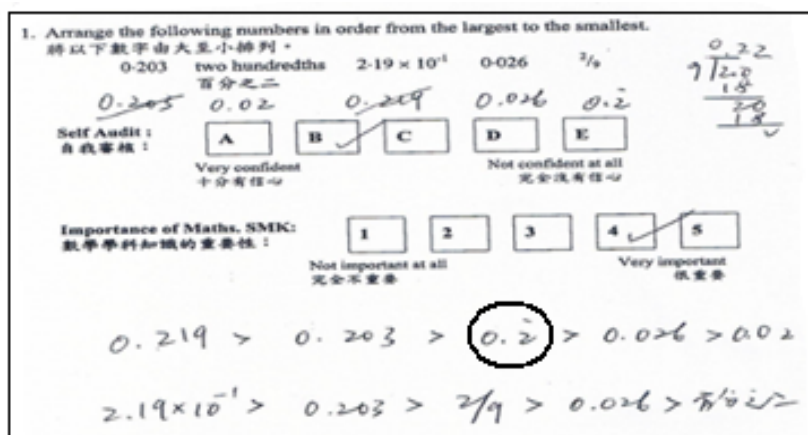 1. Arrange the following numbers in order from the largest to the smallest.
將以下數字由大至小排列。
0·203 two hundredths 2·19 × 10⁻¹ 0·026 ²/₉
百分之二
0.203 0.02 0.219 0.026 0.2̇
0.22
9 2.0
18
20
18
Self Audit : A B C D E
自我審核：
Very confident Not confident at all
十分有信心 完全沒有信心
Importance of Maths. SMK: 1 2 3 4 5
數學學科知識的重要性：
Not important at all Very important
完全不重要 很重要
0.219 > 0.203 > 0.2̇ > 0.026 > 0.02
2.19×10⁻¹ > 0.203 > 2/9 > 0.026 > 百分之二